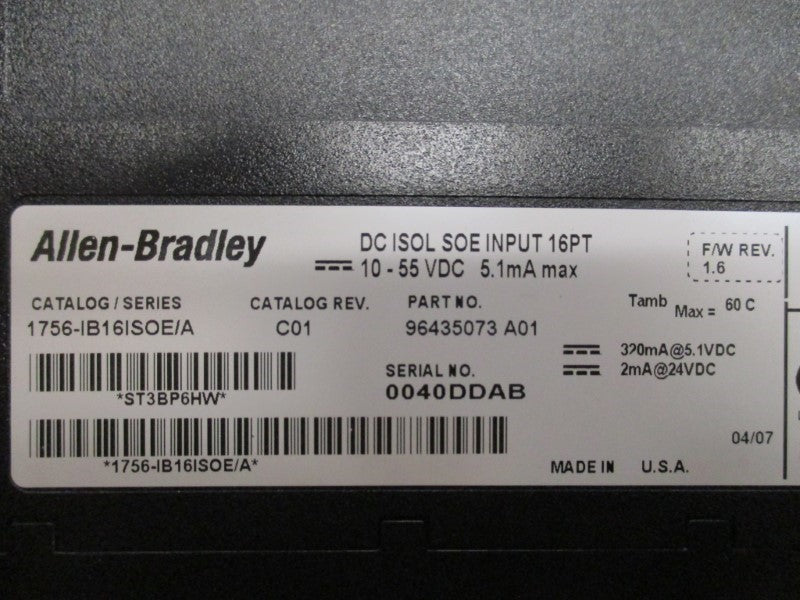 Allen-Bradley
DC ISOL SOE INPUT 16PT
10 - 55 VDC 5.1mA max
F/W REV.
1.6
CATALOG / SERIES
1756-IB16ISOE/A
CATALOG REV.
C01
PART NO.
96435073 A01
Tamb Max = 60 C
320mA@5.1VDC
2mA@24VDC
*ST3BP6HW*
SERIAL NO.
0040DDAB
*1756-IB16ISOE/A*
04/07
MADE IN U.S.A.